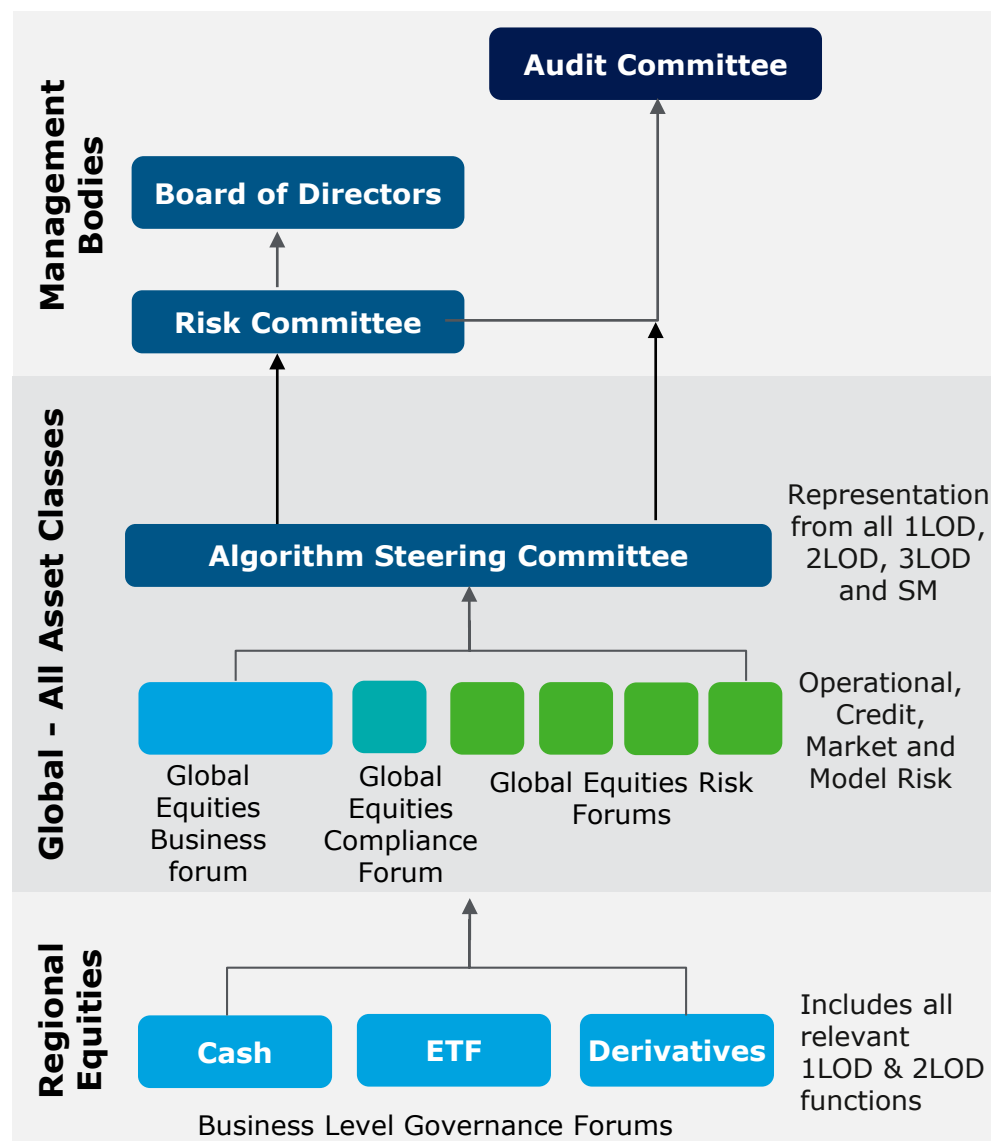 Management
Bodies
Audit Committee
Board of Directors
Risk Committee
Global - All Asset Classes
Algorithm Steering Committee
Representation
from all 1LOD,
2LOD, 3LOD
and SM
Global
Equities
Business
forum
Global
Equities
Compliance
Forum
Global Equities Risk
Forums
Operational,
Credit,
Market and
Model Risk
Regional
Equities
Cash
ETF
Derivatives
Business Level Governance Forums
Includes all
relevant
1LOD & 2LOD
functions